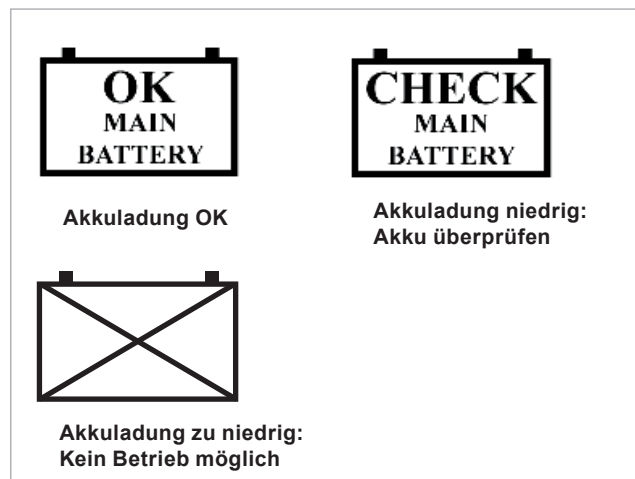 OK
MAIN
BATTERY
Akkuladung OK
CHECK
MAIN
BATTERY
Akkuladung niedrig:
Akku überprüfen
Akkuladung zu niedrig:
Kein Betrieb möglich